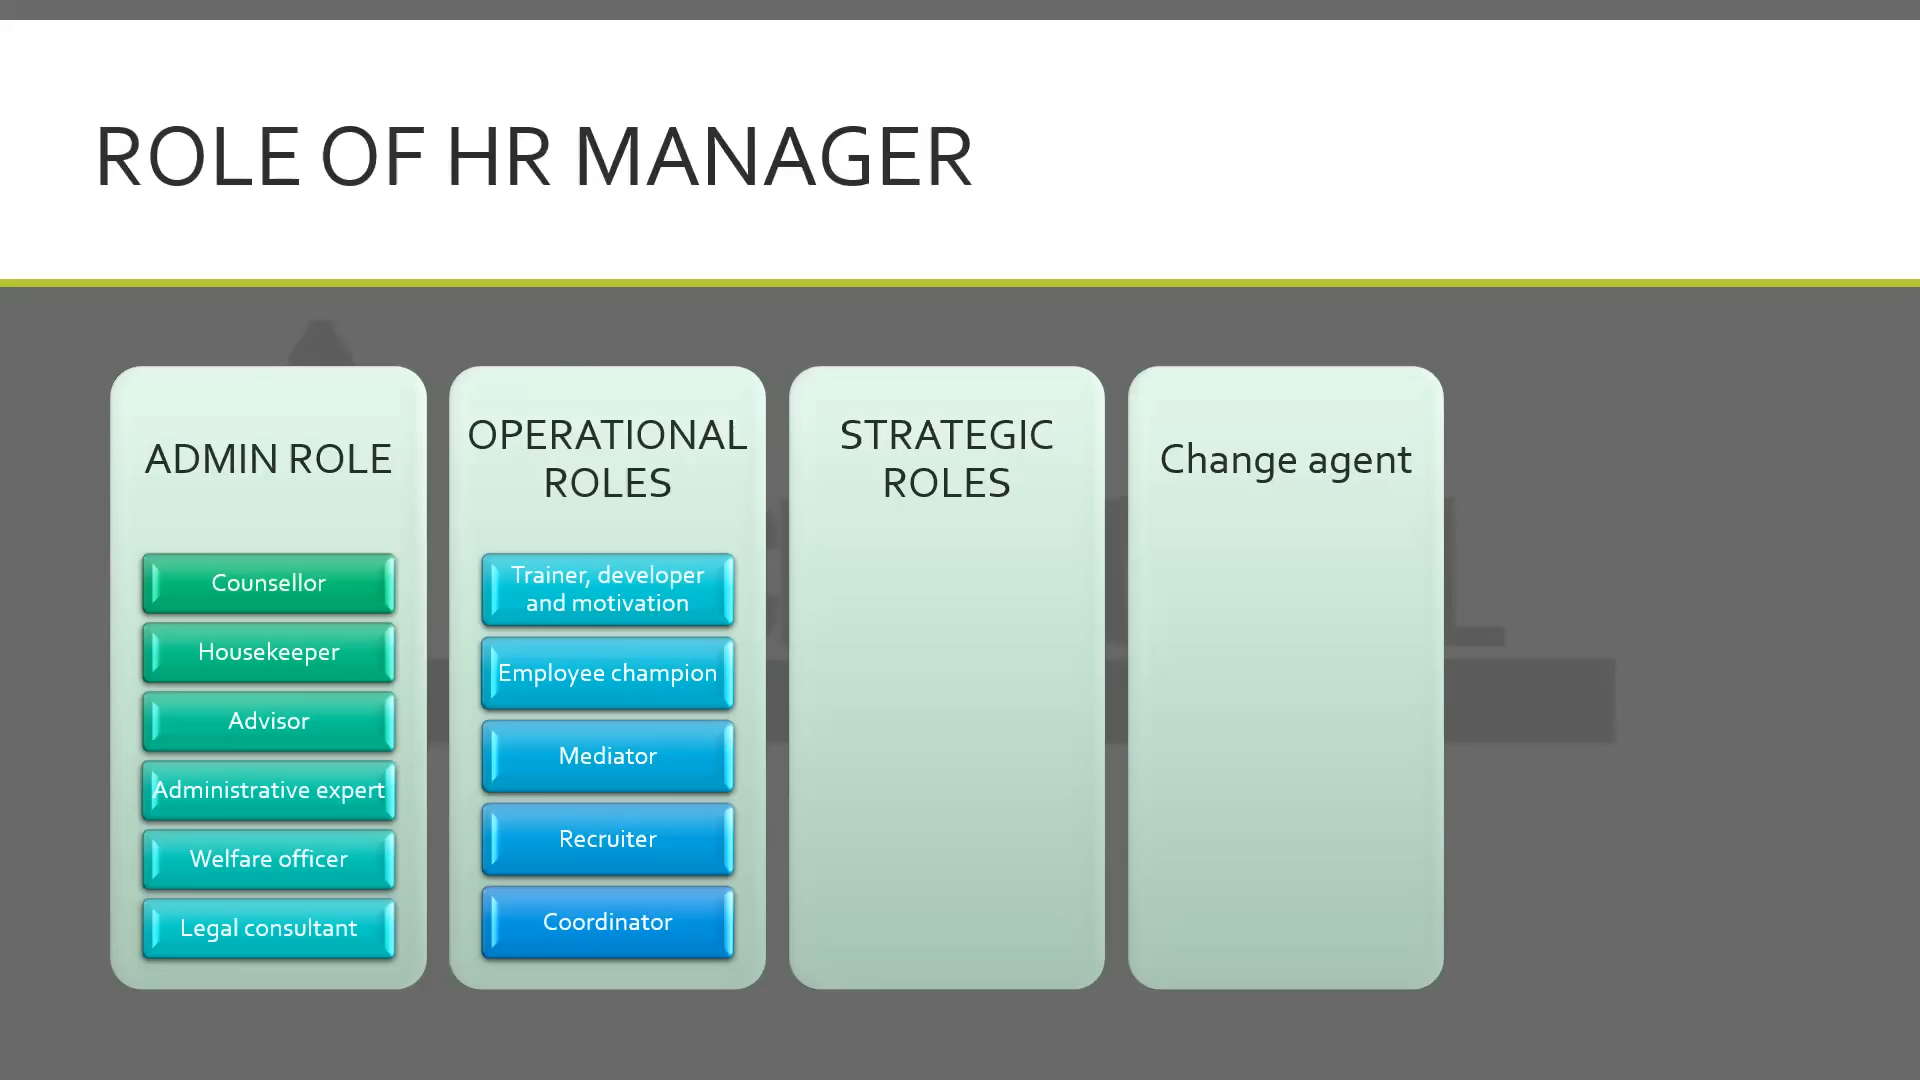 ROLE OF HR MANAGER
ADMIN ROLE
Counsellor
Housekeeper
Advisor
Administrative expert
Welfare officer
Legal consultant
OPERATIONAL
ROLES
Trainer, developer
and motivation
Employee champion
Mediator
Recruiter
Coordinator
STRATEGIC
ROLES
Change agent